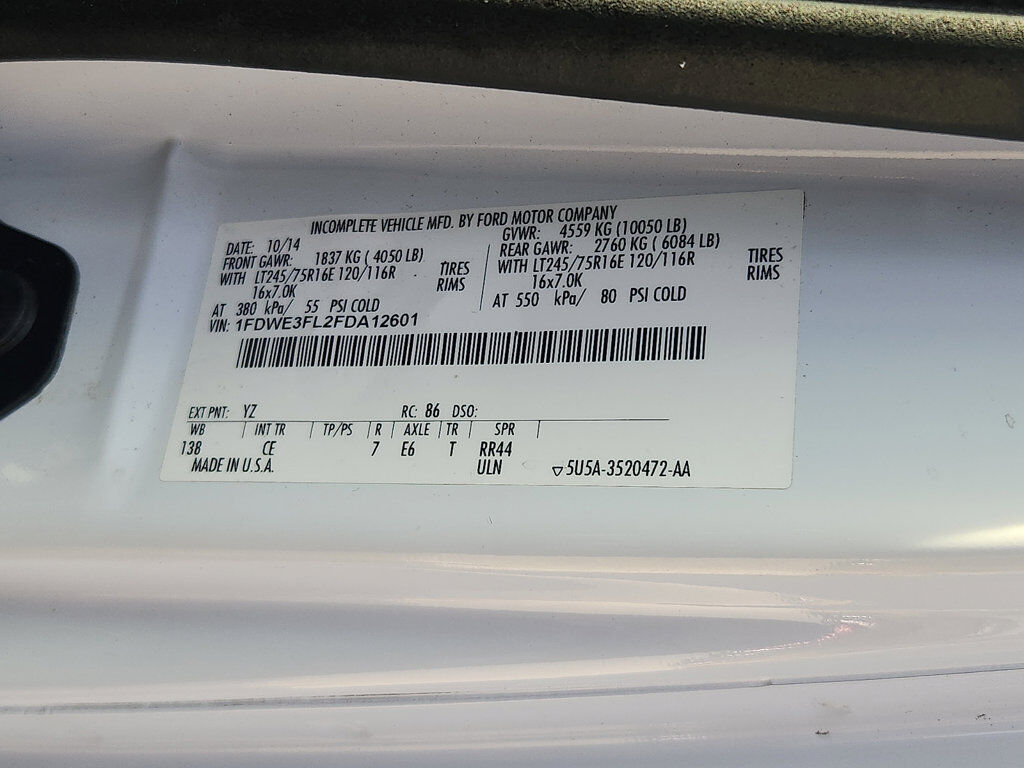 INCOMPLETE VEHICLE MFD. BY FORD MOTOR COMPANY
DATE: 10/14 GVWR: 4559 KG (10050 LB)
FRONT GAWR: 1837 KG ( 4050 LB) REAR GAWR: 2760 KG ( 6084 LB)
WITH LT245/75R16E 120/116R TIRES WITH LT245/75R16E 120/116R TIRES
16x7.0K RIMS 16x7.0K RIMS
AT 380 kPa/ 55 PSI COLD AT 550 kPa/ 80 PSI COLD
VIN: 1FDWE3FL2FDA12601
EXT PNT: YZ RC: 86 DSO:
WB INT TR TP/PS R AXLE TR SPR
138 CE 7 E6 T RR44
MADE IN U.S.A. ULN ▽5U5A-3520472-AA